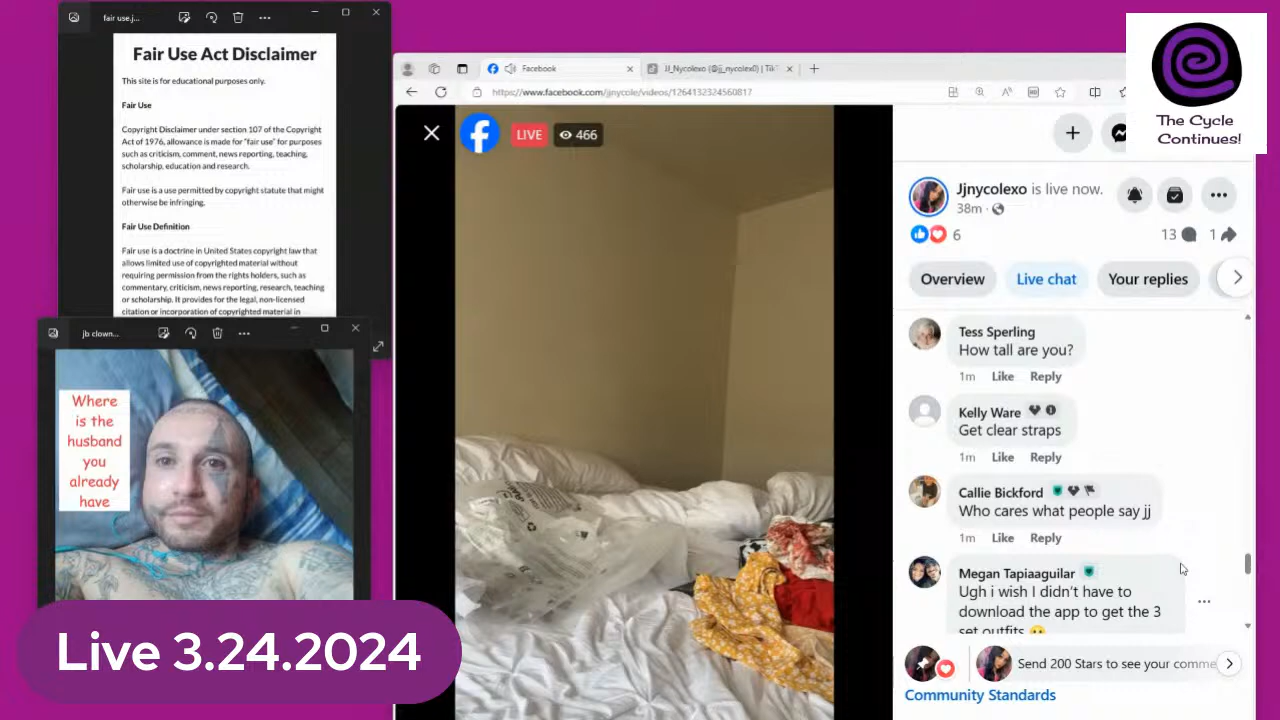 fair use.j...
Fair Use Act Disclaimer
This site is for educational purposes only.
Fair Use
Copyright Disclaimer under section 107 of the Copyright
Act of 1976, allowance is made for "fair use" for purposes
such as criticism, comment, news reporting, teaching,
scholarship, education and research.
Fair use is a use permitted by copyright statute that might
otherwise be infringing.
Fair Use Definition
Fair use is a doctrine in United States copyright law that
allows limited use of copyrighted material without
requiring permission from the rights holders, such as
commentary, criticism, news reporting, research, teaching
or scholarship. It provides for the legal, non-licensed
citation or incorporation of copyrighted material in
jb clown...
Where
is the
husband
you
already
have
Live 3.24.2024
Facebook
JJ_Nycolexo (@jj_nycolex0) | Tik
https://www.facebook.com/jjnycole/videos/1264132324560817
LIVE
466
The Cycle
Continues!
Jjnycolexo is live now.
38m
6
13
1
Overview
Live chat
Your replies
Tess Sperling
How tall are you?
1m Like Reply
Kelly Ware
Get clear straps
1m Like Reply
Callie Bickford
Who cares what people say jj
1m Like Reply
Megan Tapiaaguilar
Ugh i wish I didn't have to
download the app to get the 3
set outfits
Send 200 Stars to see your comme
Community Standards